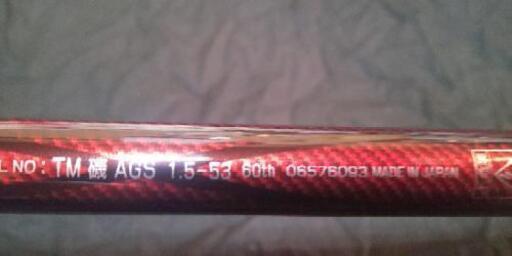 L NO: TM 磯 AGS 1.5-53 60th 06576093 MADE IN JAPAN